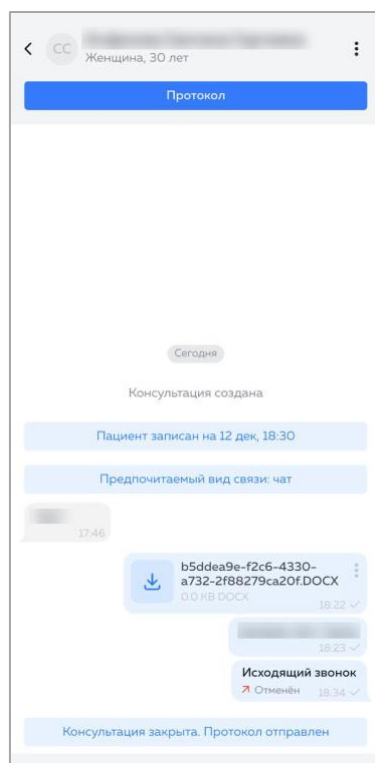 СС
Женщина, 30 лет
Протокол
Сегодня
Консультация создана
Пациент записан на 12 дек, 18:30
Предпочитаемый вид связи: чат
17:46
b5ddea9e-f2c6-4330-
a732-2f88279ca20f.DOCX
0.0 KB DOCX
18:22
18:23
Исходящий звонок
Отменён 18:34
Консультация закрыта. Протокол отправлен